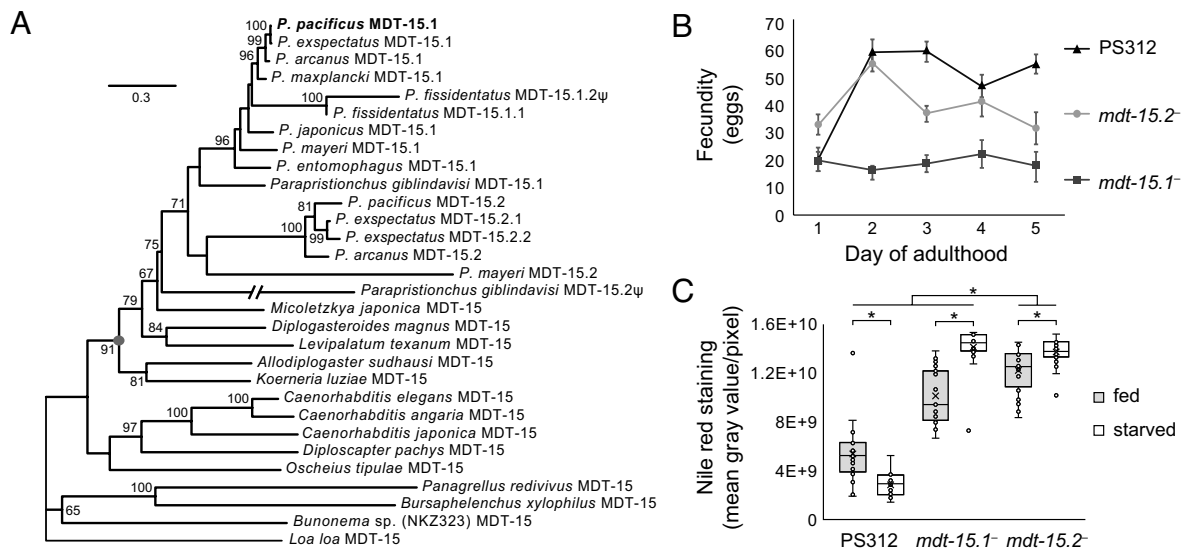 A
100
P. pacificus MDT-15.1
99
P. exspectatus MDT-15.1
96
P. arcanus MDT-15.1
P. maxplancki MDT-15.1
0.3
P. fissidentatus MDT-15.1.2ψ
100
P. fissidentatus MDT-15.1.1
P. japonicus MDT-15.1
96
P. mayeri MDT-15.1
P. entomophagus MDT-15.1
Parapristionchus giblindavisi MDT-15.1
71
81
P. pacificus MDT-15.2
P. exspectatus MDT-15.2.1
100
99
P. exspectatus MDT-15.2.2
75
P. arcanus MDT-15.2
67
P. mayeri MDT-15.2
Parapristionchus giblindavisi MDT-15.2ψ
79
Micoletzkya japonica MDT-15
84
Diplogasteroides magnus MDT-15
91
Levipalatum texanum MDT-15
Allodiplogaster sudhausi MDT-15
81
Koerneria luziae MDT-15
100
Caenorhabditis elegans MDT-15
100
Caenorhabditis angaria MDT-15
97
Caenorhabditis japonica MDT-15
Diploscapter pachys MDT-15
Oscheius tipulae MDT-15
100
Panagrellus redivivus MDT-15
Bursaphelenchus xylophilus MDT-15
65
Bunonema sp. (NKZ323) MDT-15
Loa loa MDT-15
B
Fecundity
(eggs)
70
60
50
40
30
20
10
0
1 2 3 4 5
Day of adulthood
PS312
mdt-15.2⁻
mdt-15.1⁻
C
Nile red staining
(mean gray value/pixel)
1.6E+10
1.2E+10
8E+9
4E+9
0
*
* * *
fed
starved
PS312 mdt-15.1⁻ mdt-15.2⁻